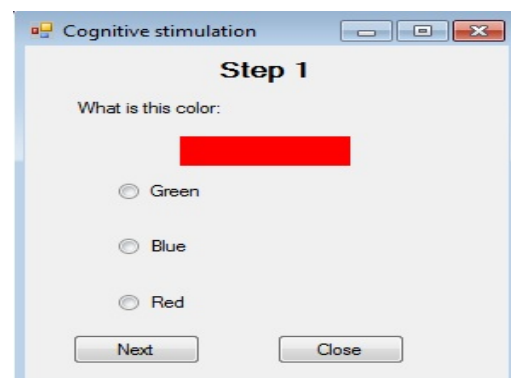 Cognitive stimulation
Step 1
What is this color:
Green
Blue
Red
Next Close